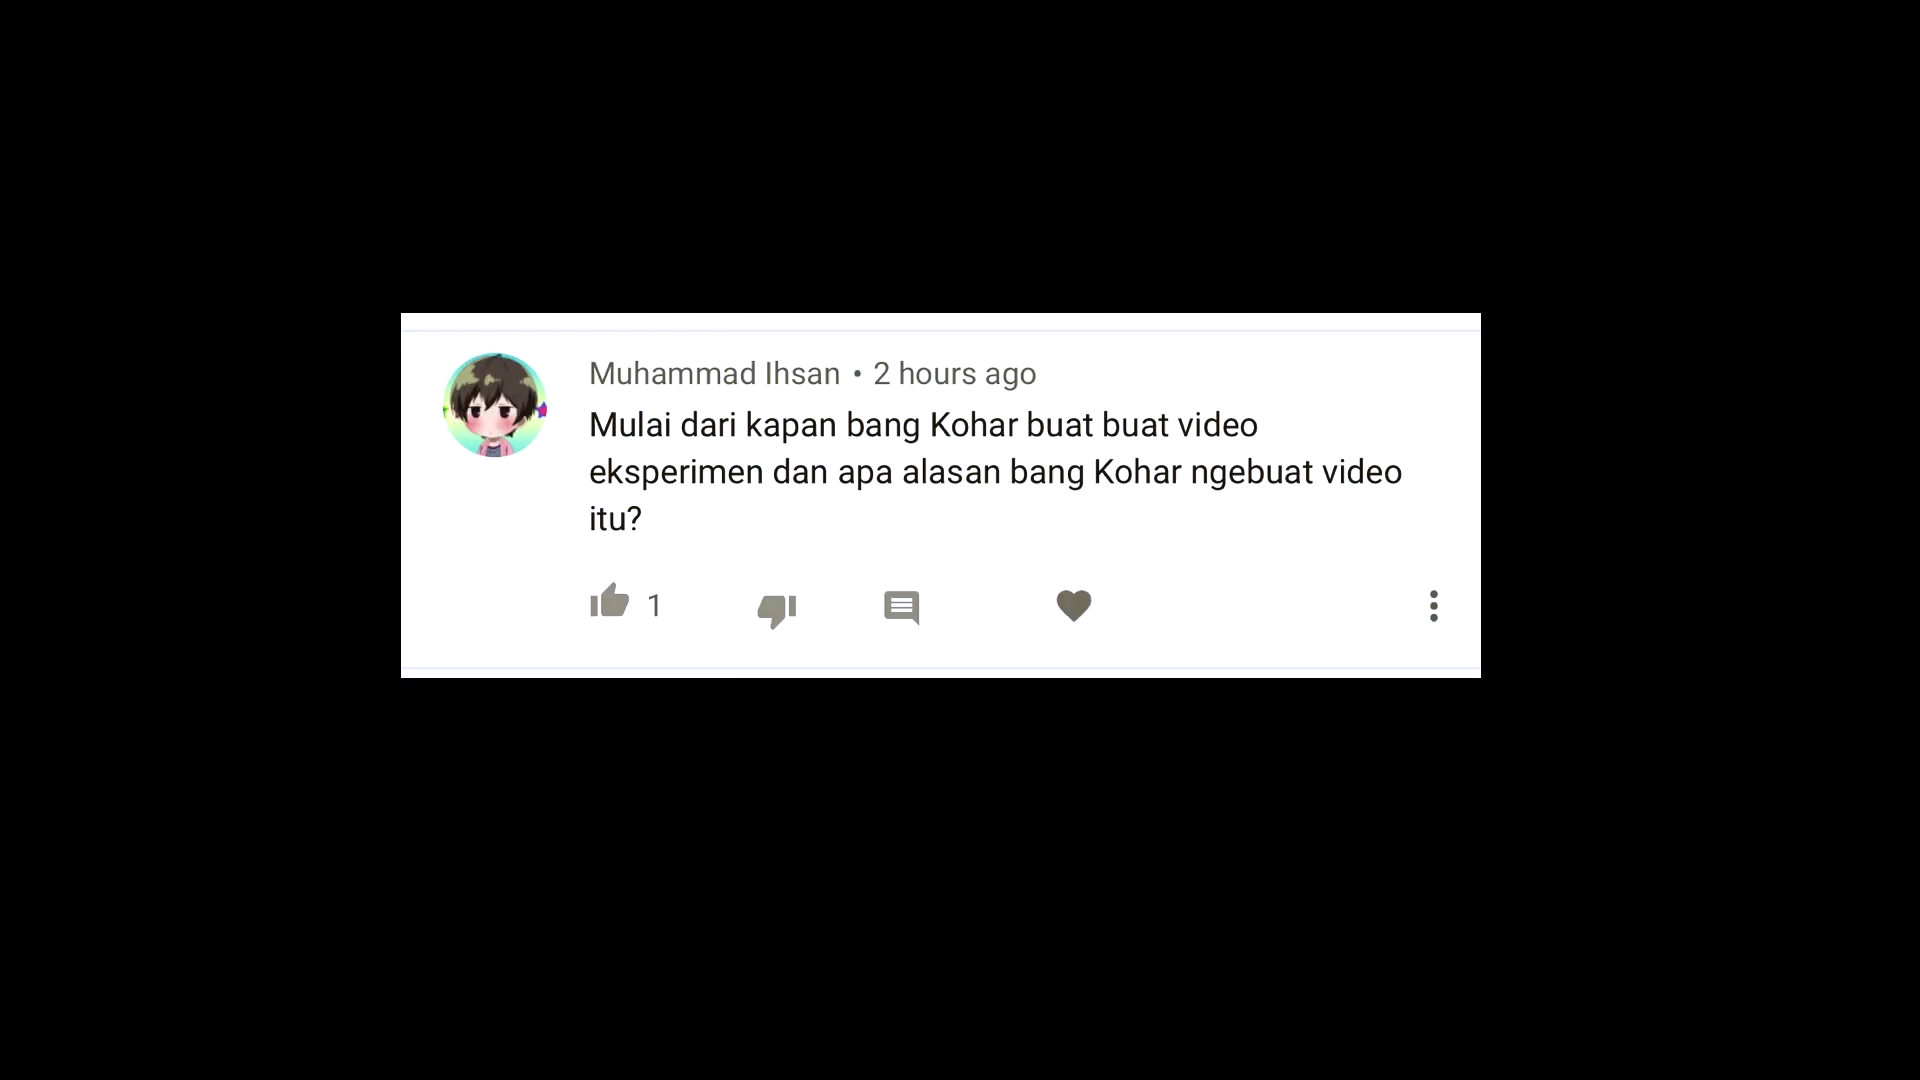 Muhammad Ihsan • 2 hours ago
Mulai dari kapan bang Kohar buat buat video
eksperimen dan apa alasan bang Kohar ngebuat video
itu?
1